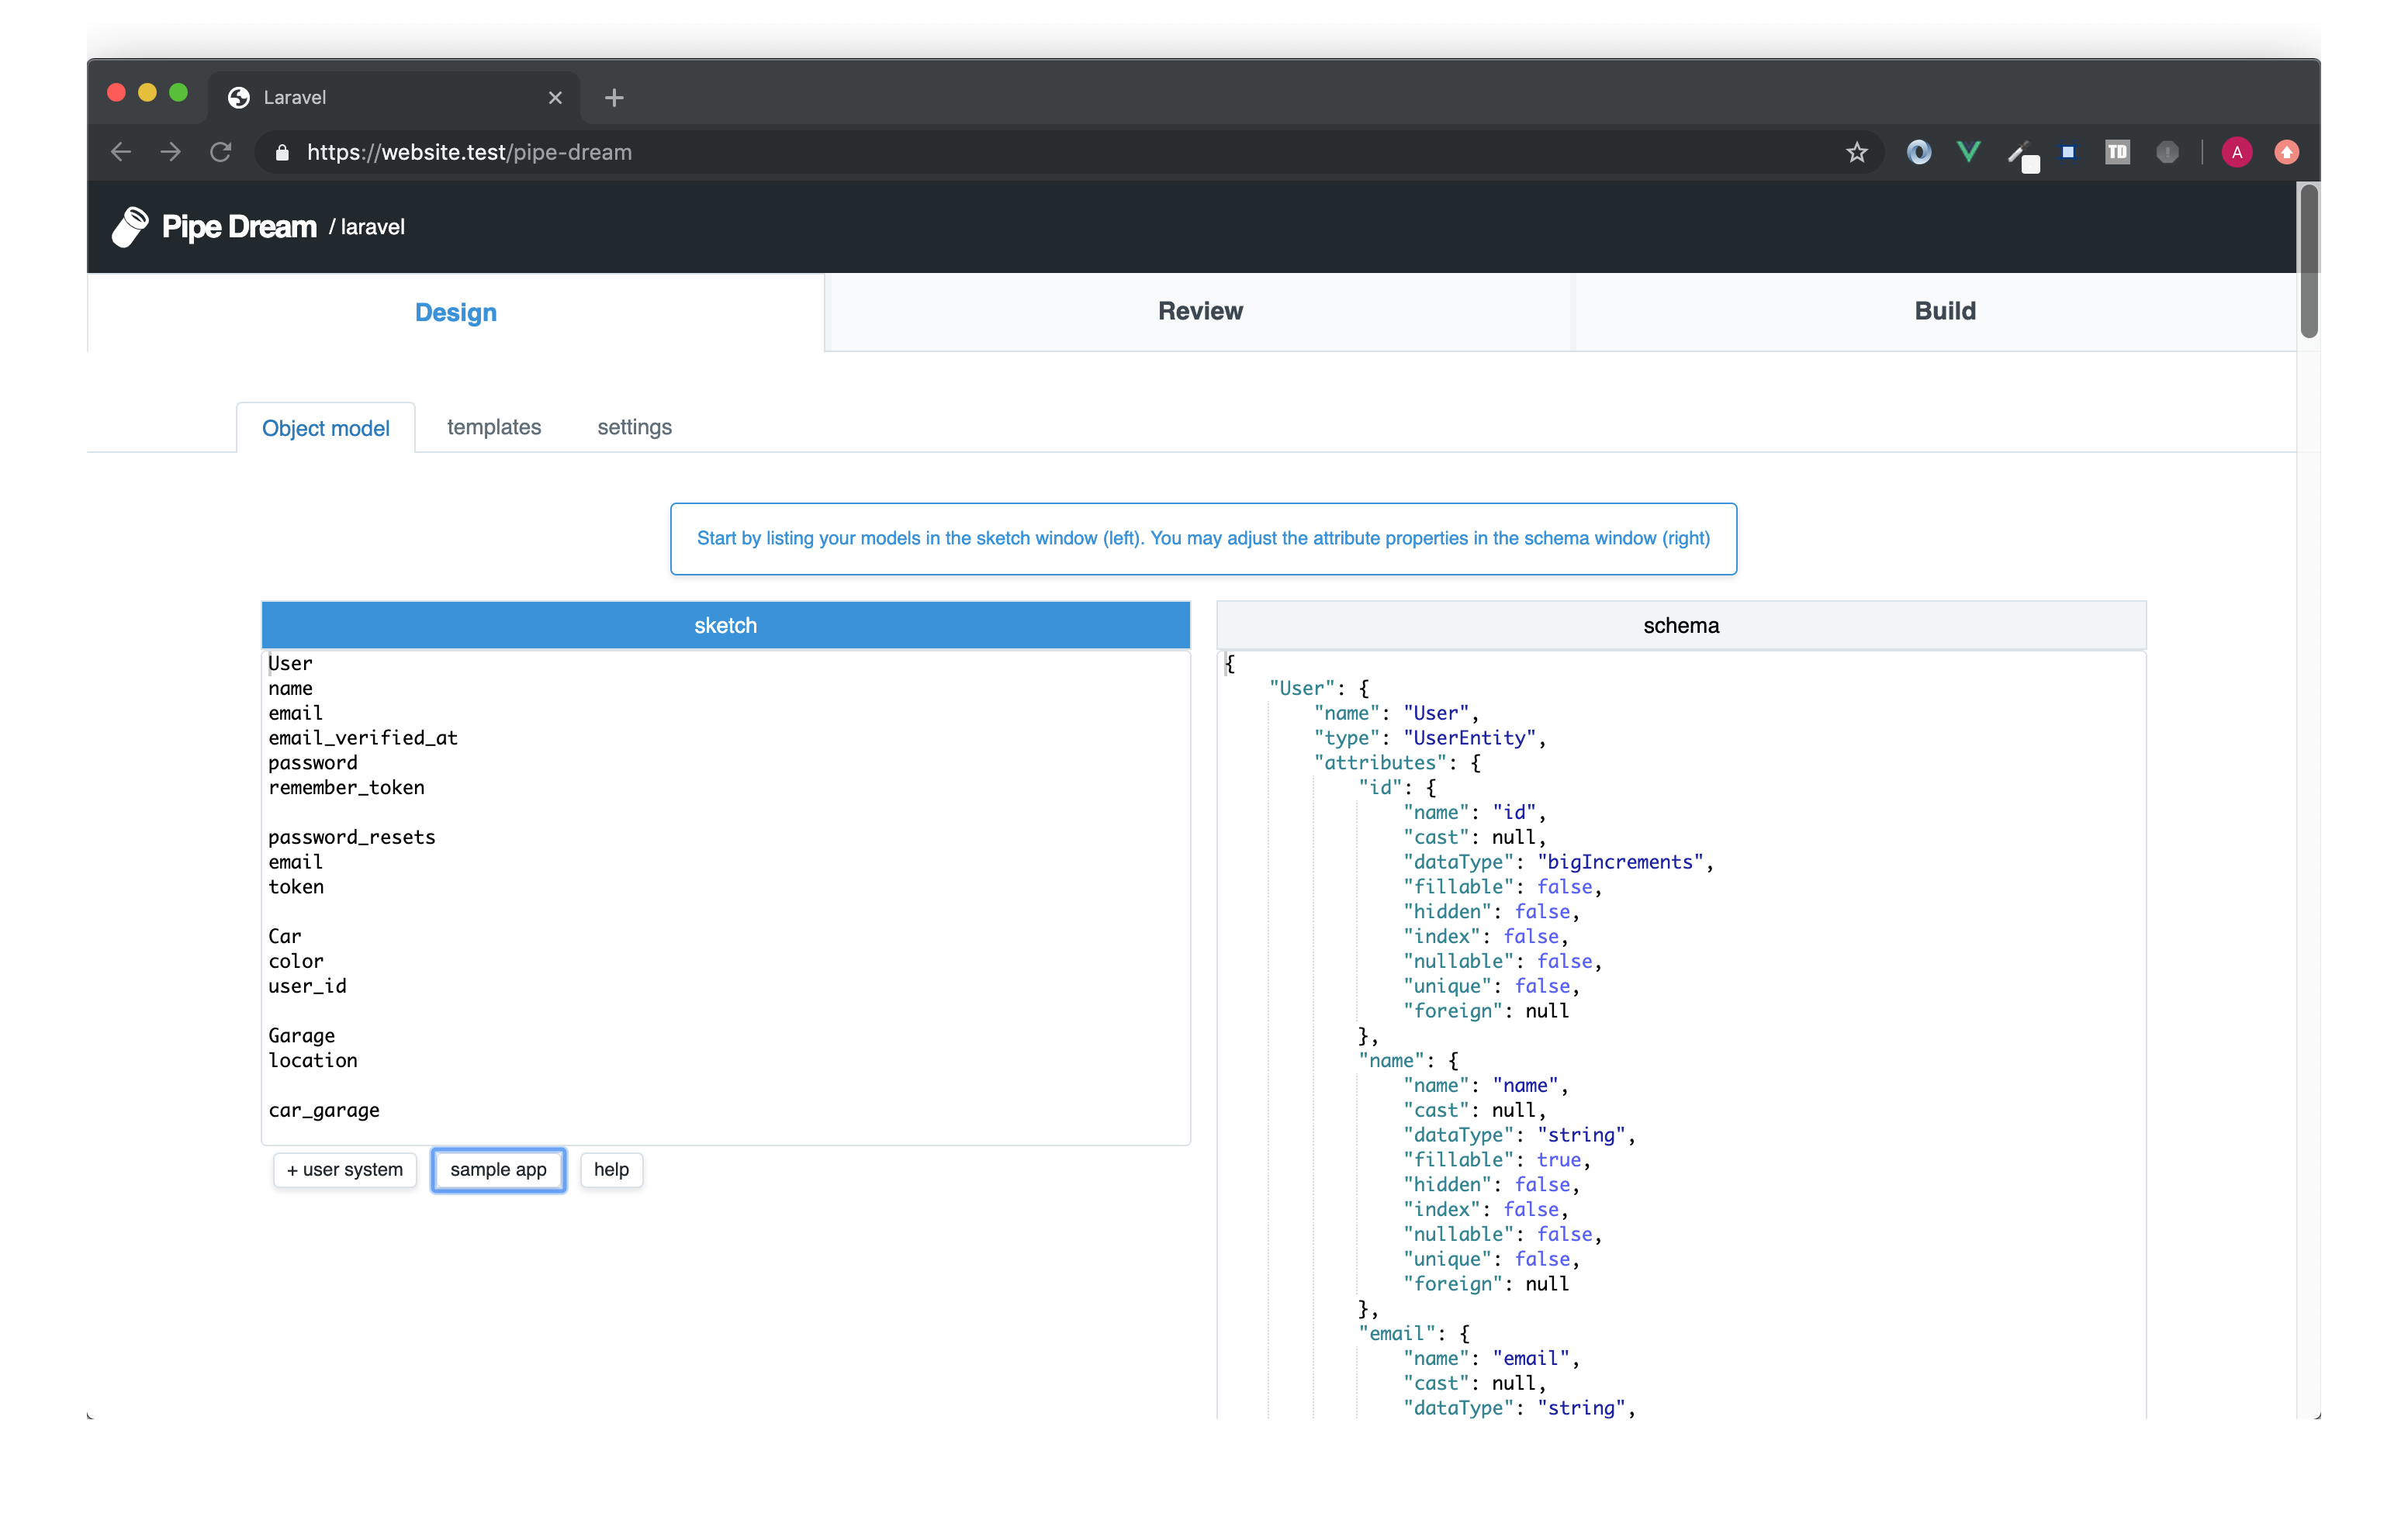 Laravel
https://website.test/pipe-dream
TD
A
Pipe Dream / laravel
Design
Review
Build
Object model
templates
settings
Start by listing your models in the sketch window (left). You may adjust the attribute properties in the schema window (right)
sketch
User
name
email
email_verified_at
password
remember_token
password_resets
email
token
Car
color
user_id
Garage
location
car_garage
+ user system
sample app
help
schema
{
"User": {
"name": "User",
"type": "UserEntity",
"attributes": {
"id": {
"name": "id",
"cast": null,
"dataType": "bigIncrements",
"fillable": false,
"hidden": false,
"index": false,
"nullable": false,
"unique": false,
"foreign": null
},
"name": {
"name": "name",
"cast": null,
"dataType": "string",
"fillable": true,
"hidden": false,
"index": false,
"nullable": false,
"unique": false,
"foreign": null
},
"email": {
"name": "email",
"cast": null,
"dataType": "string",